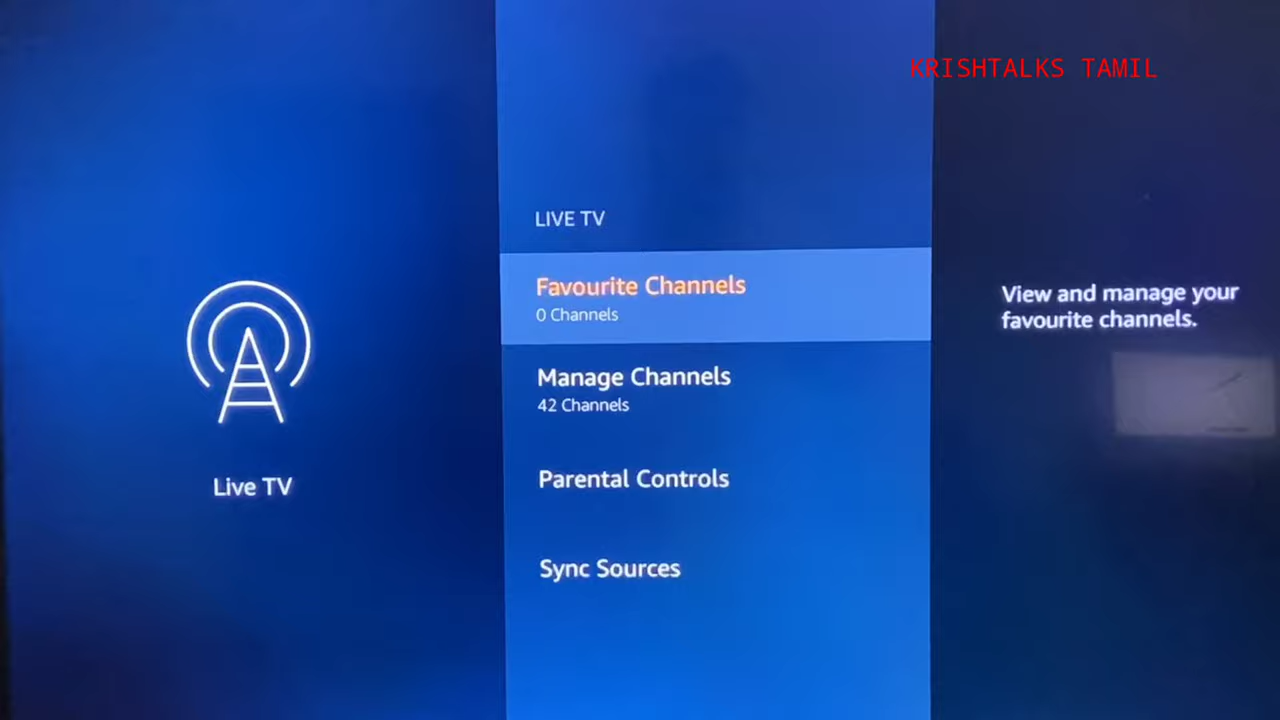 KRISHTALKS TAMIL
LIVE TV
Favourite Channels
0 Channels
Manage Channels
42 Channels
Parental Controls
Sync Sources
Live TV
View and manage your
favourite channels.